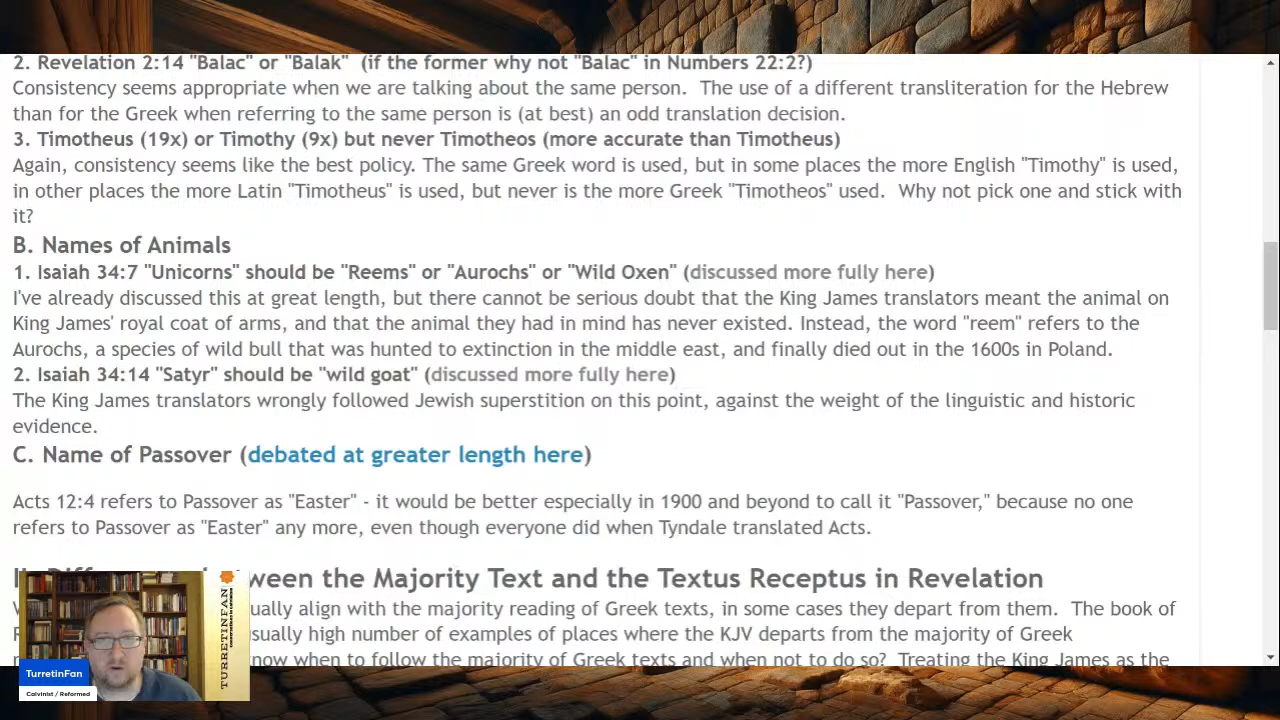 2. Revelation 2:14 "Balac" or "Balak"  (if the former why not "Balac" in Numbers 22:2?)
Consistency seems appropriate when we are talking about the same person.  The use of a different transliteration for the Hebrew
than for the Greek when referring to the same person is (at best) an odd translation decision.
3. Timotheus (19x) or Timothy (9x) but never Timotheos (more accurate than Timotheus)
Again, consistency seems like the best policy. The same Greek word is used, but in some places the more English "Timothy" is used,
in other places the more Latin "Timotheus" is used, but never is the more Greek "Timotheos" used.  Why not pick one and stick with
it?
B. Names of Animals
1. Isaiah 34:7 "Unicorns" should be "Reems" or "Aurochs" or "Wild Oxen" (discussed more fully here)
I've already discussed this at great length, but there cannot be serious doubt that the King James translators meant the animal on
King James' royal coat of arms, and that the animal they had in mind has never existed. Instead, the word "reem" refers to the
Aurochs, a species of wild bull that was hunted to extinction in the middle east, and finally died out in the 1600s in Poland.
2. Isaiah 34:14 "Satyr" should be "wild goat" (discussed more fully here)
The King James translators wrongly followed Jewish superstition on this point, against the weight of the linguistic and historic
evidence.
C. Name of Passover (debated at greater length here)
Acts 12:4 refers to Passover as "Easter" - it would be better especially in 1900 and beyond to call it "Passover," because no one
refers to Passover as "Easter" any more, even though everyone did when Tyndale translated Acts.
the Majority Text and the Textus Receptus in Revelation
align with the majority reading of Greek texts, in some cases they depart from them.  The book of
high number of examples of places where the KJV departs from the majority of Greek
when to follow the majority of Greek texts and when not to do so?  Treating the King James as the
TURRETINFAN
TurretinFan
Calvinist / Reformed